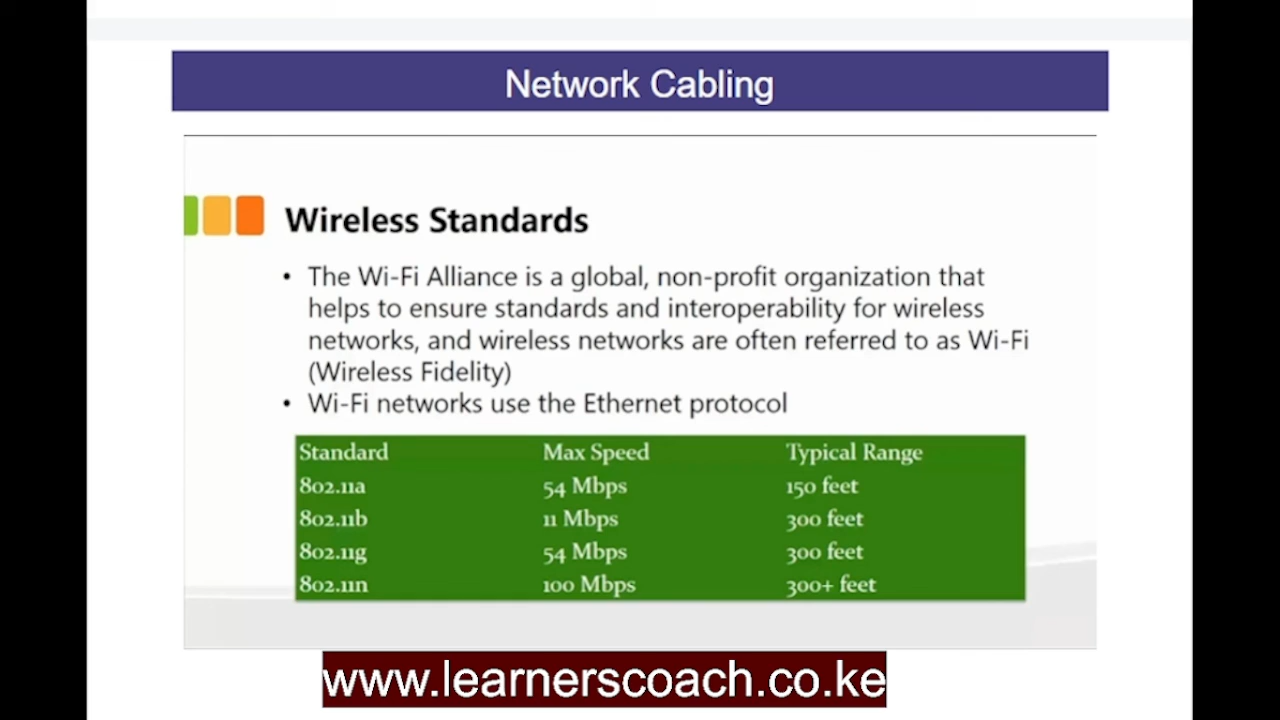 Network Cabling
Wireless Standards
• The Wi-Fi Alliance is a global, non-profit organization that
helps to ensure standards and interoperability for wireless
networks, and wireless networks are often referred to as Wi-Fi
(Wireless Fidelity)
• Wi-Fi networks use the Ethernet protocol
Standard Max Speed Typical Range
802.11a 54 Mbps 150 feet
802.11b 11 Mbps 300 feet
802.11g 54 Mbps 300 feet
802.11n 100 Mbps 300+ feet
www.learnerscoach.co.ke